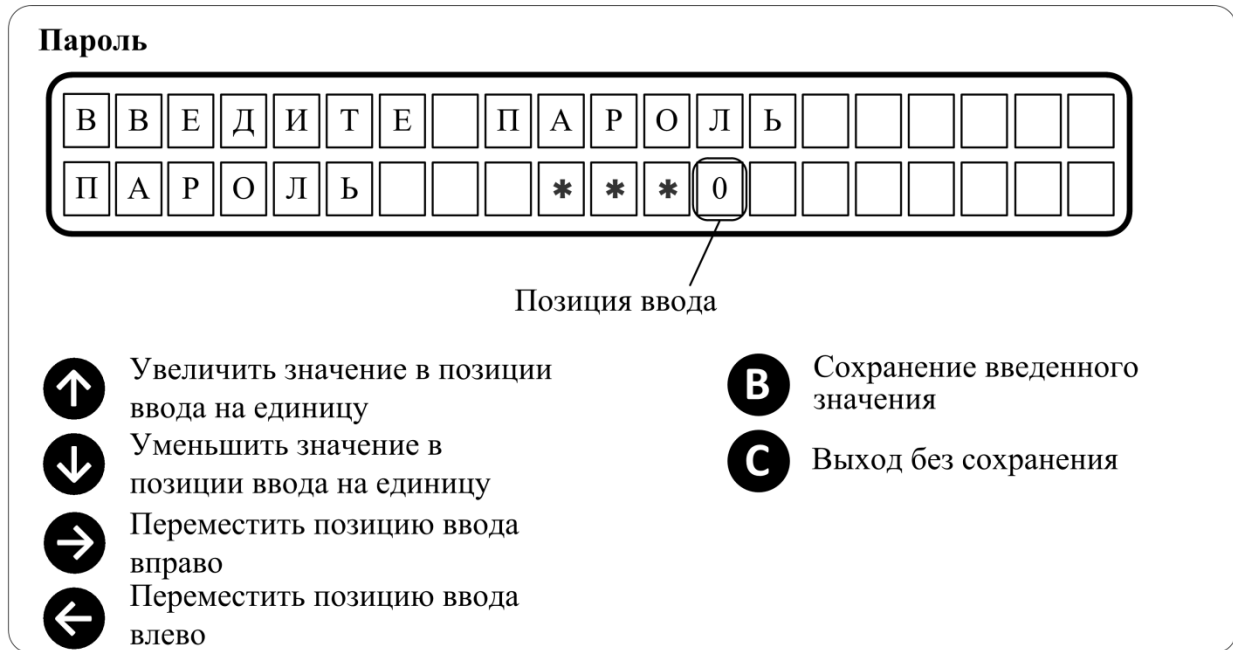 Пароль
ВВЕДИТЕ ПАРОЛЬ
ПАРОЛЬ ***0
Позиция ввода
↑ Увеличить значение в позиции
ввода на единицу
↓ Уменьшить значение в
позиции ввода на единицу
→ Переместить позицию ввода
вправо
← Переместить позицию ввода
влево
B Сохранение введенного
значения
C Выход без сохранения